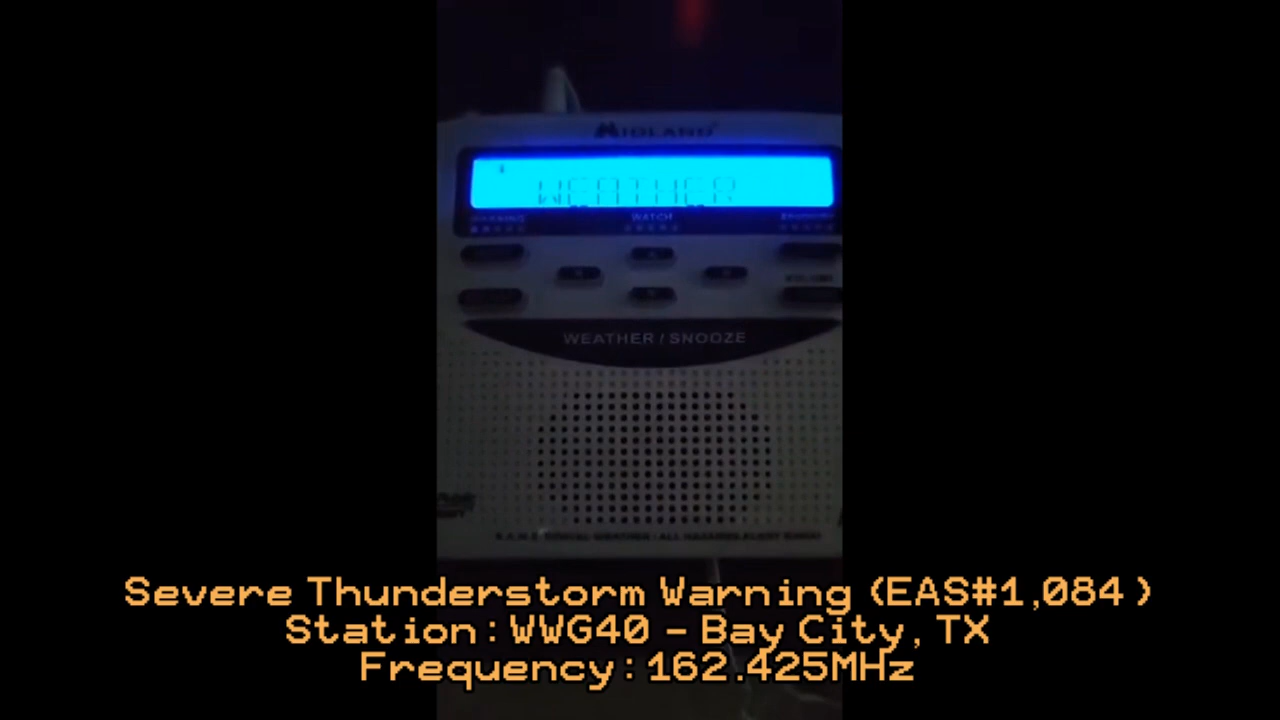 MIDLAND
WEATHER
WARNING WATCH
WEATHER / SNOOZE
Severe Thunderstorm Warning (EAS#1,084 )
Station: WWG40 - Bay City, TX
Frequency: 162.425MHz